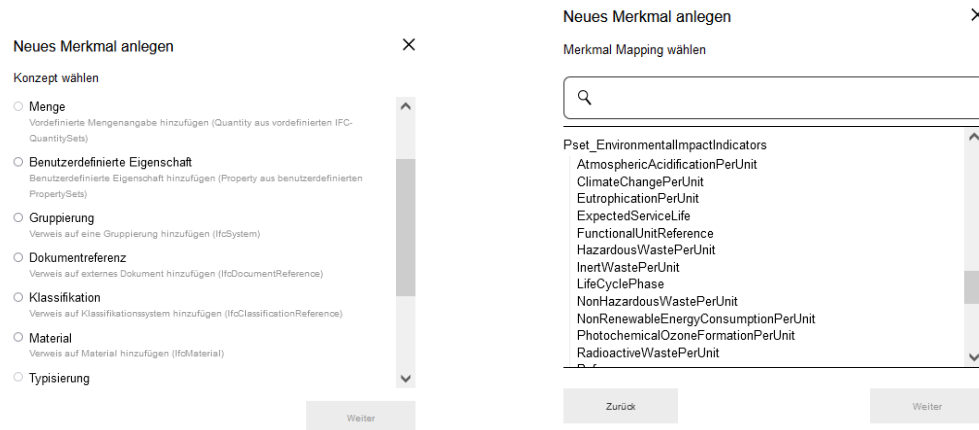 Neues Merkmal anlegen
Konzept wählen
Menge
Vordefinierte Mengenangabe hinzufügen (Quantity aus vordefinierten IFC-
QuantitySets)
Benutzerdefinierte Eigenschaft
Benutzerdefinierte Eigenschaft hinzufügen (Property aus benutzerdefinierten
PropertySets)
Gruppierung
Verweis auf eine Gruppierung hinzufügen (IfcSystem)
Dokumentreferenz
Verweis auf externes Dokument hinzufügen (IfcDocumentReference)
Klassifikation
Verweis auf Klassifikationssystem hinzufügen (IfcClassificationReference)
Material
Verweis auf Material hinzufügen (IfcMaterial)
Typisierung
Weiter
Neues Merkmal anlegen
Merkmal Mapping wählen
Pset_EnvironmentalImpactIndicators
AtmosphericAcidificationPerUnit
ClimateChangePerUnit
EutrophicationPerUnit
ExpectedServiceLife
FunctionalUnitReference
HazardousWastePerUnit
InertWastePerUnit
LifeCyclePhase
NonHazardousWastePerUnit
NonRenewableEnergyConsumptionPerUnit
PhotochemicalOzoneFormationPerUnit
RadioactiveWastePerUnit
Zurück
Weiter